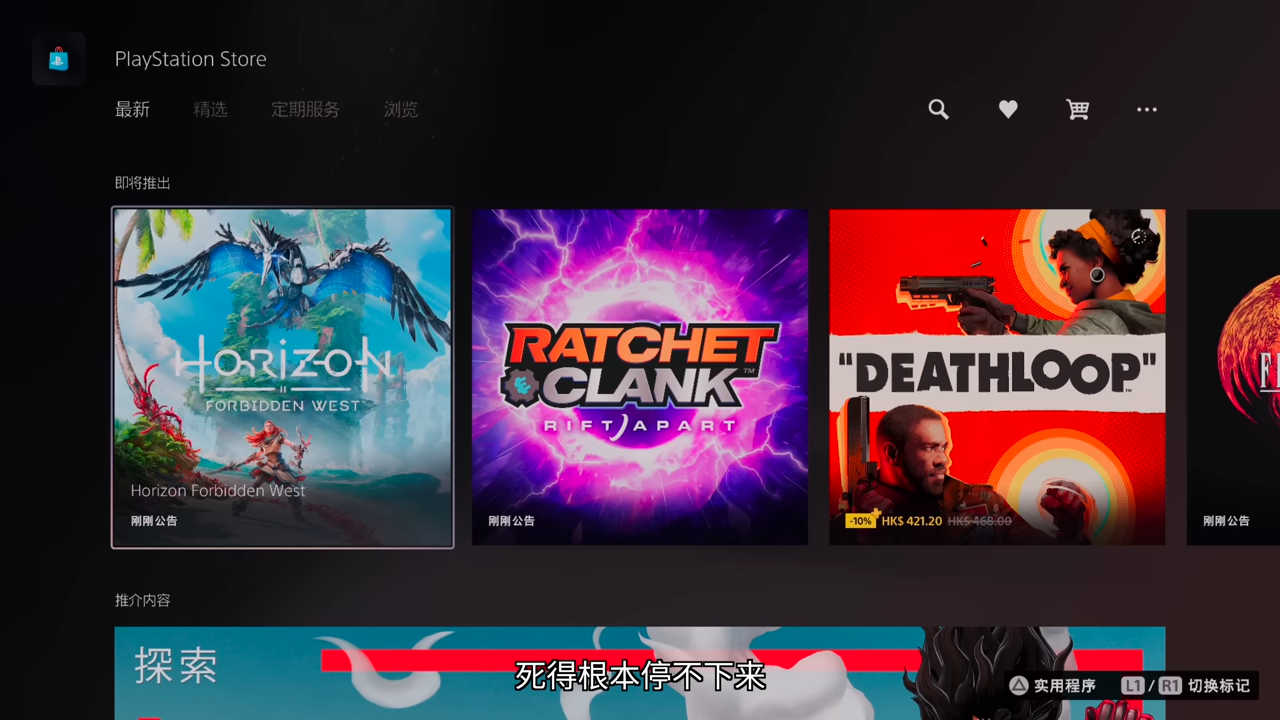 PlayStation Store
最新 精选 定期服务 浏览
即将推出
HORIZON
II
FORBIDDEN WEST
Horizon Forbidden West
刚刚公告
RATCHET
CLANK™
RIFT APART
刚刚公告
"DEATHLOOP"™
-10% HK$ 421.20 HK$ 468.00
刚刚公告
推介内容
探索
死得根本停不下来
实用程序 L1 / R1 切换标记